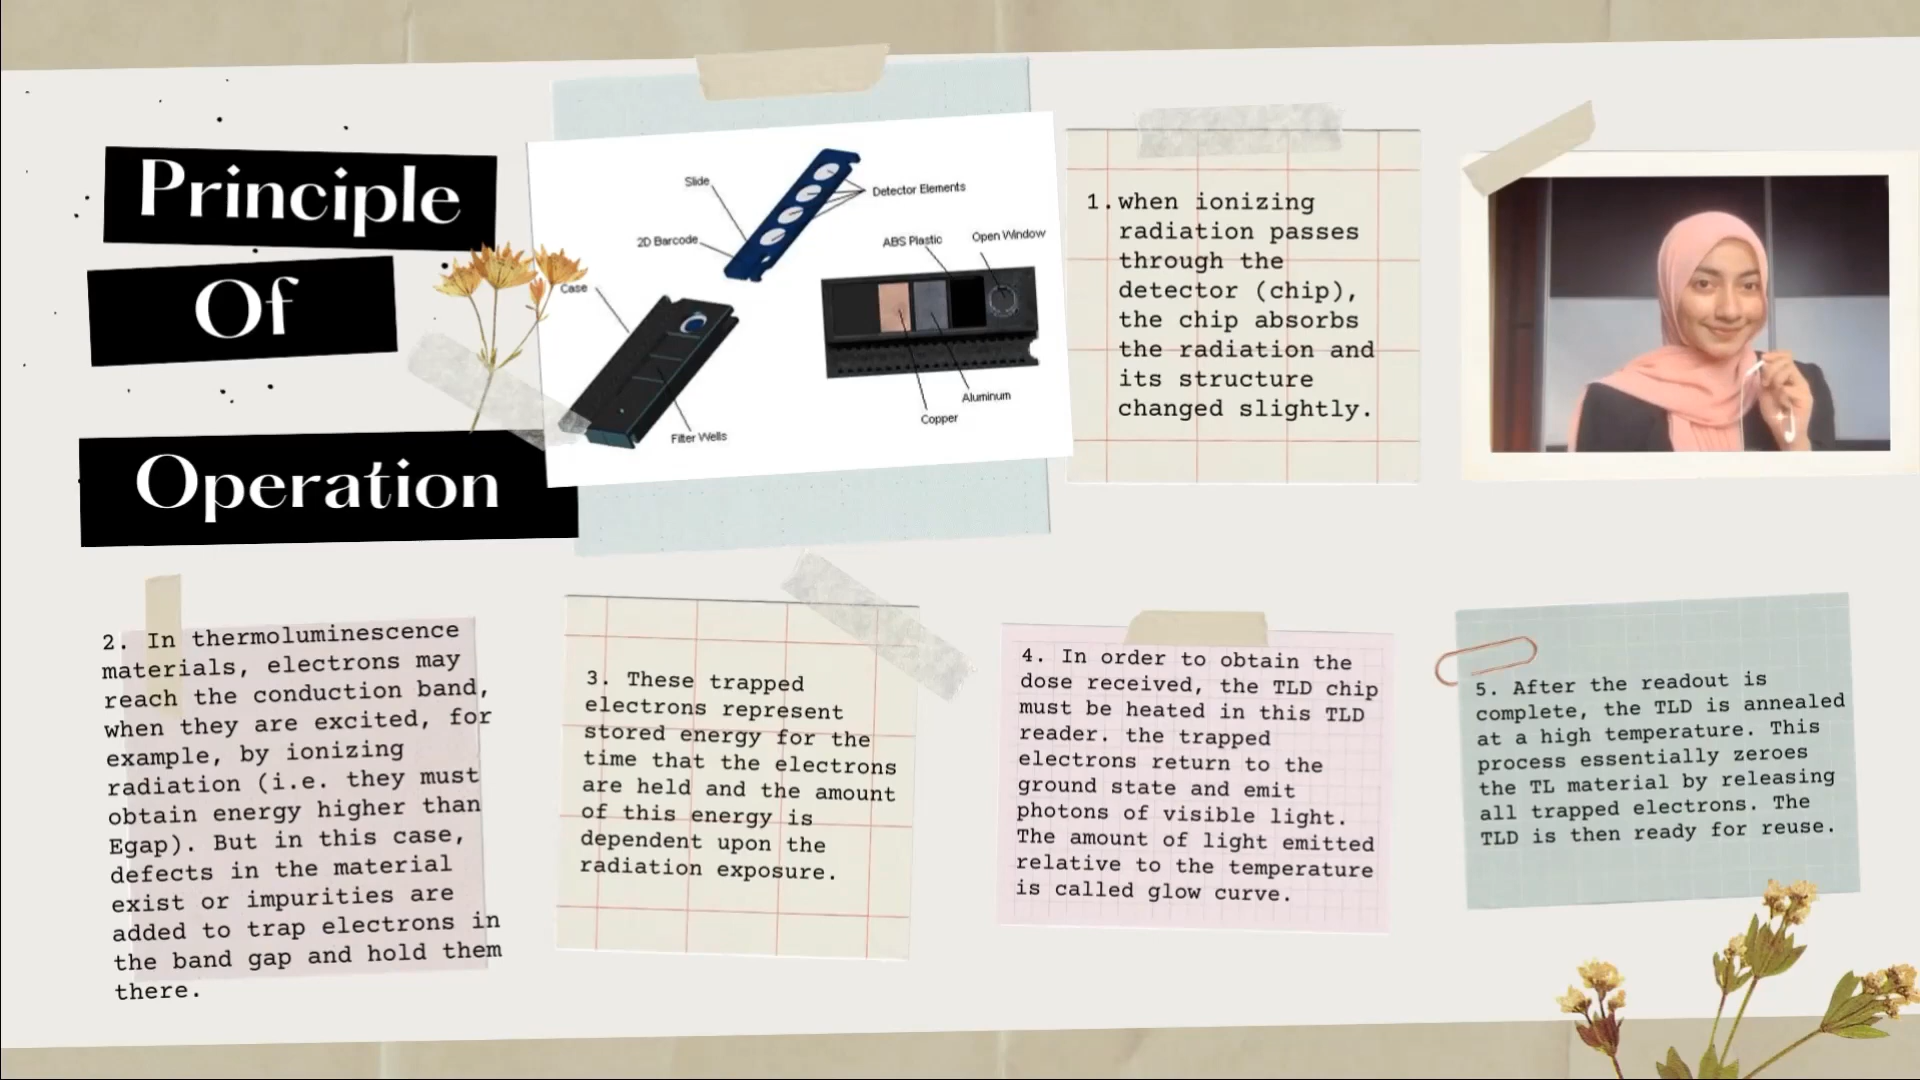 Principle
Of
Operation
Slide
Detector Elements
2D Barcode
ABS Plastic
Open Window
Case
Aluminum
Copper
Filter Wells
1. when ionizing
radiation passes
through the
detector (chip),
the chip absorbs
the radiation and
its structure
changed slightly.
2. In thermoluminescence
materials, electrons may
reach the conduction band,
when they are excited, for
example, by ionizing
radiation (i.e. they must
obtain energy higher than
Egap). But in this case,
defects in the material
exist or impurities are
added to trap electrons in
the band gap and hold them
there.
3. These trapped
electrons represent
stored energy for the
time that the electrons
are held and the amount
of this energy is
dependent upon the
radiation exposure.
4. In order to obtain the
dose received, the TLD chip
must be heated in this TLD
reader. the trapped
electrons return to the
ground state and emit
photons of visible light.
The amount of light emitted
relative to the temperature
is called glow curve.
5. After the readout is
complete, the TLD is annealed
at a high temperature. This
process essentially zeroes
the TL material by releasing
all trapped electrons. The
TLD is then ready for reuse.